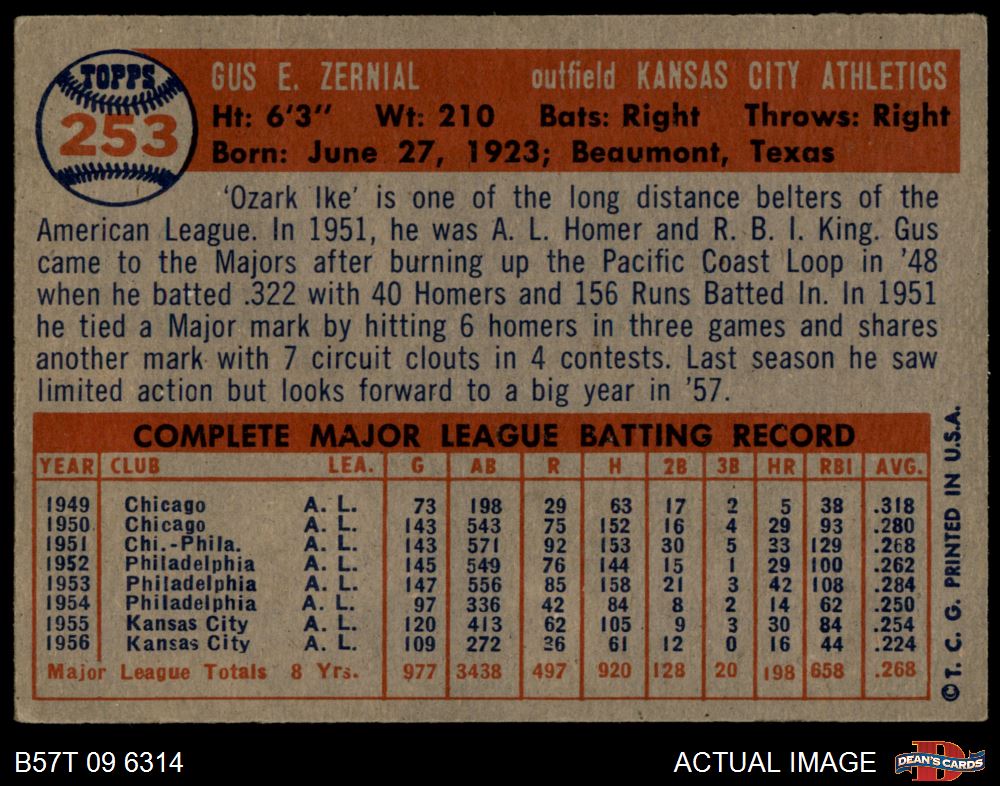 TOPPS
253
GUS E. ZERNIAL outfield KANSAS CITY ATHLETICS
Ht: 6'3" Wt: 210 Bats: Right Throws: Right
Born: June 27, 1923; Beaumont, Texas
'Ozark Ike' is one of the long distance belters of the
American League. In 1951, he was A. L. Homer and R. B. I. King. Gus
came to the Majors after burning up the Pacific Coast Loop in '48
when he batted .322 with 40 Homers and 156 Runs Batted In. In 1951
he tied a Major mark by hitting 6 homers in three games and shares
another mark with 7 circuit clouts in 4 contests. Last season he saw
limited action but looks forward to a big year in '57.
COMPLETE MAJOR LEAGUE BATTING RECORD
YEAR CLUB LEA. G AB R H 2B 3B HR RBI AVG.
1949 Chicago A. L. 73 198 29 63 17 2 5 38 .318
1950 Chicago A. L. 143 543 75 152 16 4 29 93 .280
1951 Chi.-Phila. A. L. 143 571 92 153 30 5 33 129 .268
1952 Philadelphia A. L. 145 549 76 144 15 1 29 100 .262
1953 Philadelphia A. L. 147 556 85 158 21 3 42 108 .284
1954 Philadelphia A. L. 97 336 42 84 8 2 14 62 .250
1955 Kansas City A. L. 120 413 62 105 9 3 30 84 .254
1956 Kansas City A. L. 109 272 36 61 12 0 16 44 .224
Major League Totals 8 Yrs. 977 3438 497 920 128 20 198 658 .268
©T. C. G. PRINTED IN U.S.A.
B57T 09 6314 ACTUAL IMAGE
DEAN'S CARDS